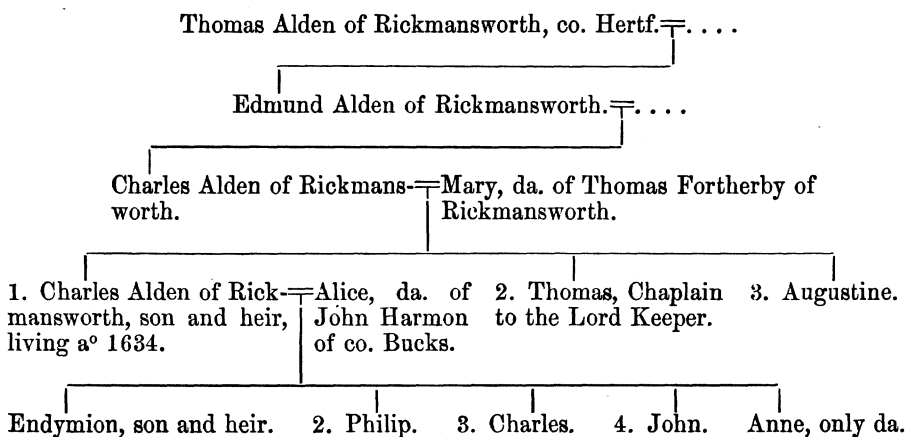 Thomas Alden of Rickmansworth, co. Hertf.=. . . .
Edmund Alden of Rickmansworth.=. . . .
Charles Alden of Rickmans-=Mary, da. of Thomas Fortherby of
worth. Rickmansworth.
1. Charles Alden of Rick-=Alice, da. of 2. Thomas, Chaplain 3. Augustine.
mansworth, son and heir, John Harmon to the Lord Keeper.
living aº 1634. of co. Bucks.
Endymion, son and heir. 2. Philip. 3. Charles. 4. John. Anne, only da.